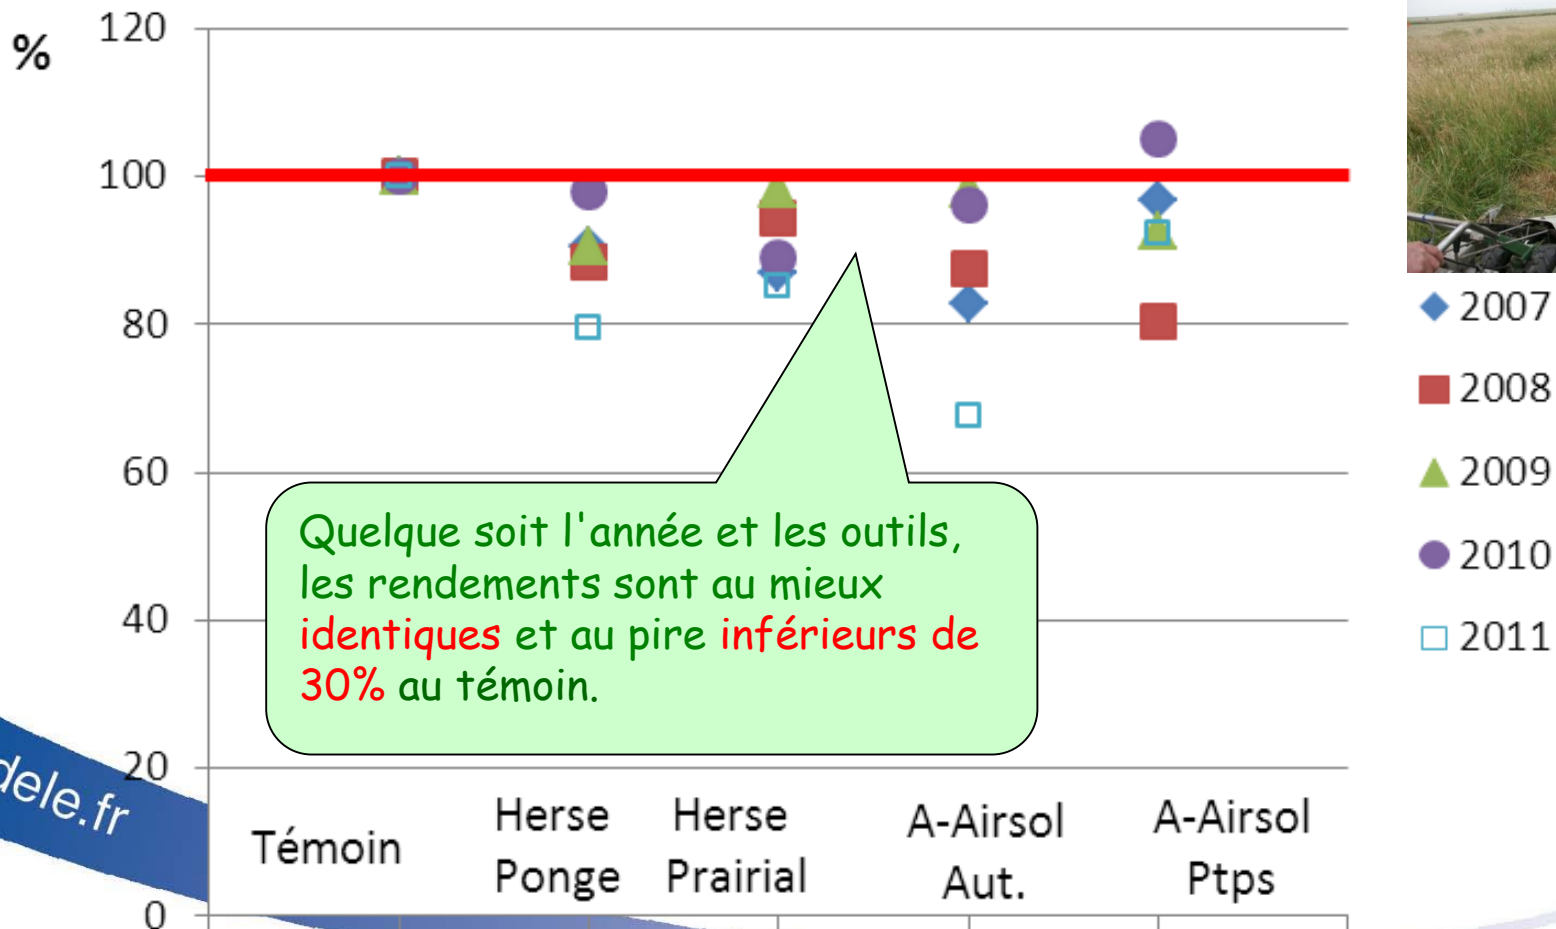 %
120
100
80
60
40
20
0
2007
2008
2009
2010
2011
Quelque soit l'année et les outils,
les rendements sont au mieux
identiques et au pire inférieurs de
30% au témoin.
dele.fr
Témoin
Herse
Ponge
Herse
Prairial
A-Airsol
Aut.
A-Airsol
Ptps